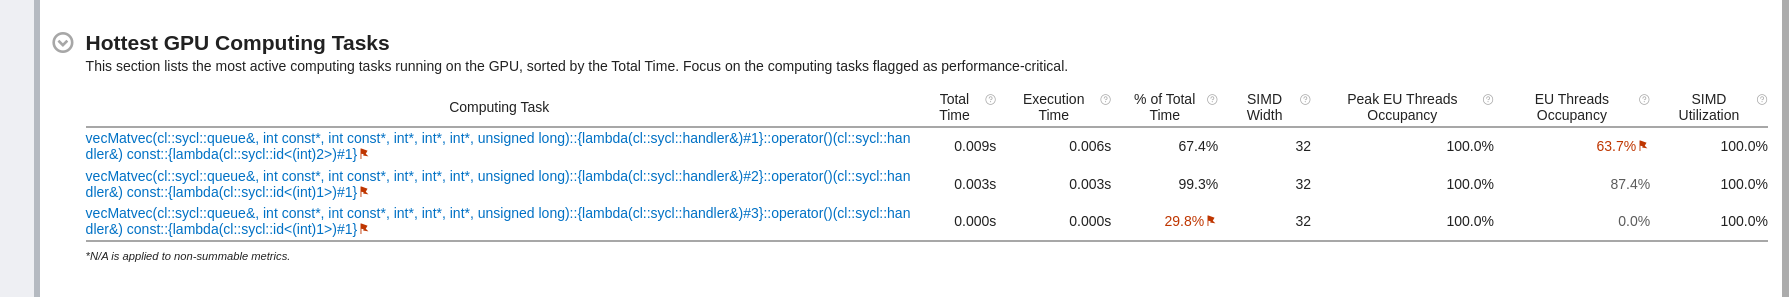 Hottest GPU Computing Tasks
This section lists the most active computing tasks running on the GPU, sorted by the Total Time. Focus on the computing tasks flagged as performance-critical.
Computing Task Total Time Execution Time % of Total Time SIMD Width Peak EU Threads Occupancy EU Threads Occupancy SIMD Utilization
vecMatvec(cl::sycl::queue&, int const*, int const*, int*, int*, int*, unsigned long)::{lambda(cl::sycl::handler&)#1}::operator()(cl::sycl::han
dler&) const::{lambda(cl::sycl::id<(int)2>)#1} 0.009s 0.006s 67.4% 32 100.0% 63.7% 100.0%
vecMatvec(cl::sycl::queue&, int const*, int const*, int*, int*, int*, unsigned long)::{lambda(cl::sycl::handler&)#2}::operator()(cl::sycl::han
dler&) const::{lambda(cl::sycl::id<(int)1>)#1} 0.003s 0.003s 99.3% 32 100.0% 87.4% 100.0%
vecMatvec(cl::sycl::queue&, int const*, int const*, int*, int*, int*, unsigned long)::{lambda(cl::sycl::handler&)#3}::operator()(cl::sycl::han
dler&) const::{lambda(cl::sycl::id<(int)1>)#1} 0.000s 0.000s 29.8% 32 100.0% 0.0% 100.0%
*N/A is applied to non-summable metrics.